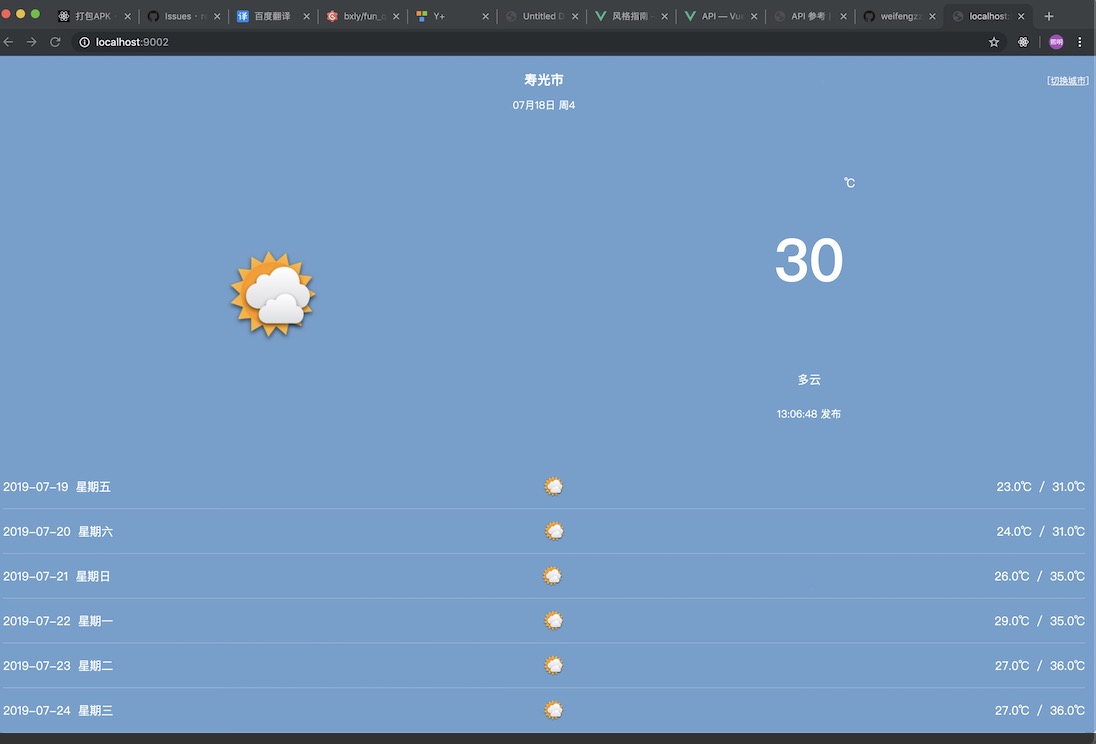 打包APK
Issues · r
译 百度翻译
bxly/fun_c
Y+
Untitled D
风格指南
API — Vu
API 参考
weifengz
localhost:
localhost:9002
寿光市
[切换城市]
07月18日 周4
℃
30
多云
13:06:48 发布
2019-07-19 星期五 23.0℃ / 31.0℃
2019-07-20 星期六 24.0℃ / 31.0℃
2019-07-21 星期日 26.0℃ / 35.0℃
2019-07-22 星期一 29.0℃ / 35.0℃
2019-07-23 星期二 27.0℃ / 36.0℃
2019-07-24 星期三 27.0℃ / 36.0℃